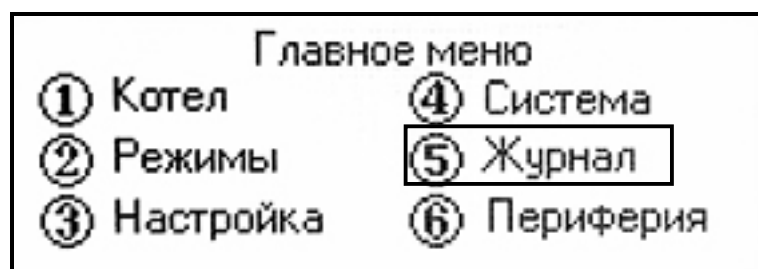 Главное меню
① Котел ④ Система
② Режимы ⑤ Журнал
③ Настройка ⑥ Периферия